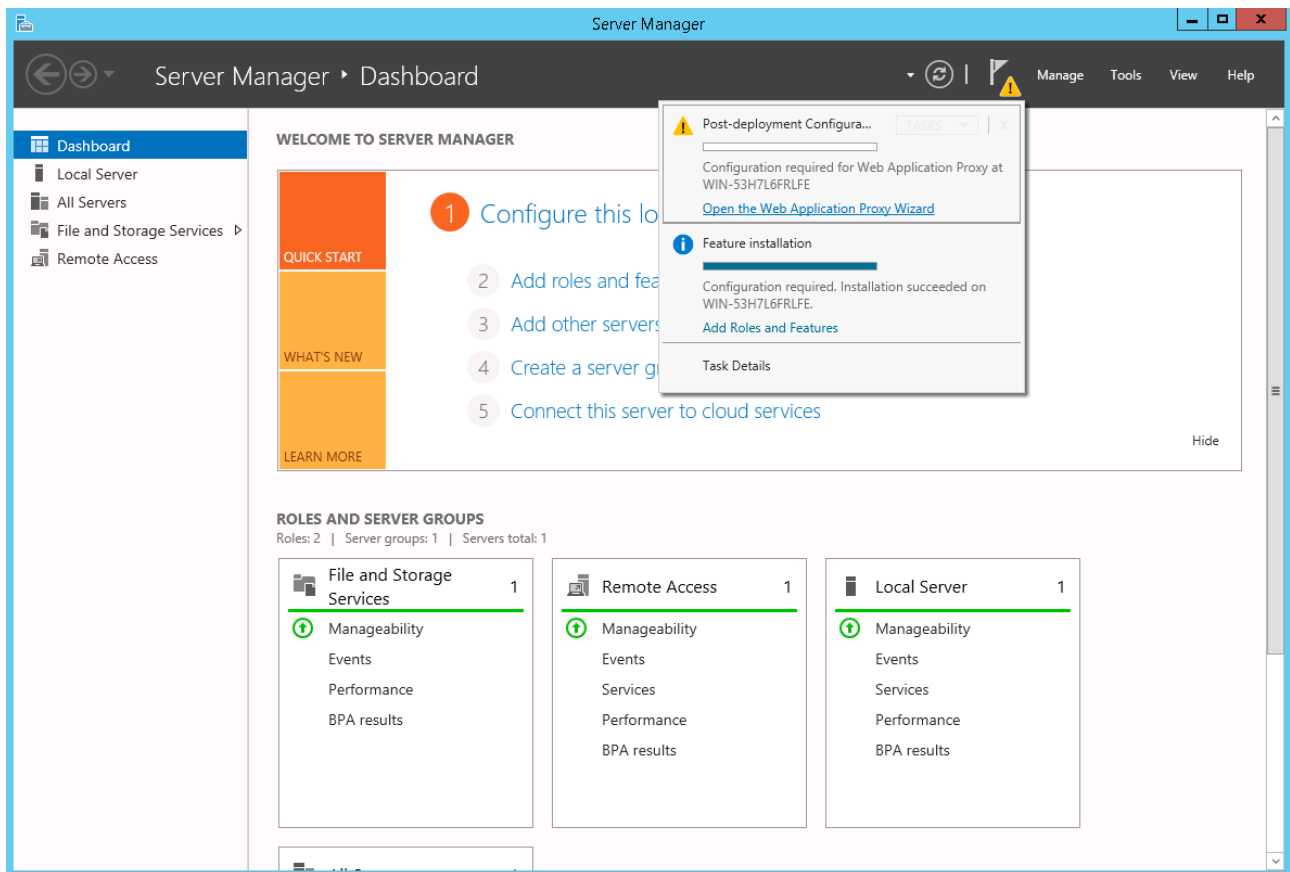 Server Manager
Server Manager • Dashboard
Manage Tools View Help
Dashboard
Local Server
All Servers
File and Storage Services
Remote Access
WELCOME TO SERVER MANAGER
QUICK START
WHAT'S NEW
LEARN MORE
1 Configure this lo
2 Add roles and fea
3 Add other servers
4 Create a server g
5 Connect this server to cloud services
Hide
Post-deployment Configura... TASKS X
Configuration required for Web Application Proxy at
WIN-53H7L6FRLFE
Open the Web Application Proxy Wizard
Feature installation
Configuration required. Installation succeeded on
WIN-53H7L6FRLFE.
Add Roles and Features
Task Details
ROLES AND SERVER GROUPS
Roles: 2 | Server groups: 1 | Servers total: 1
File and Storage
Services 1
Manageability
Events
Performance
BPA results
Remote Access 1
Manageability
Events
Services
Performance
BPA results
Local Server 1
Manageability
Events
Services
Performance
BPA results